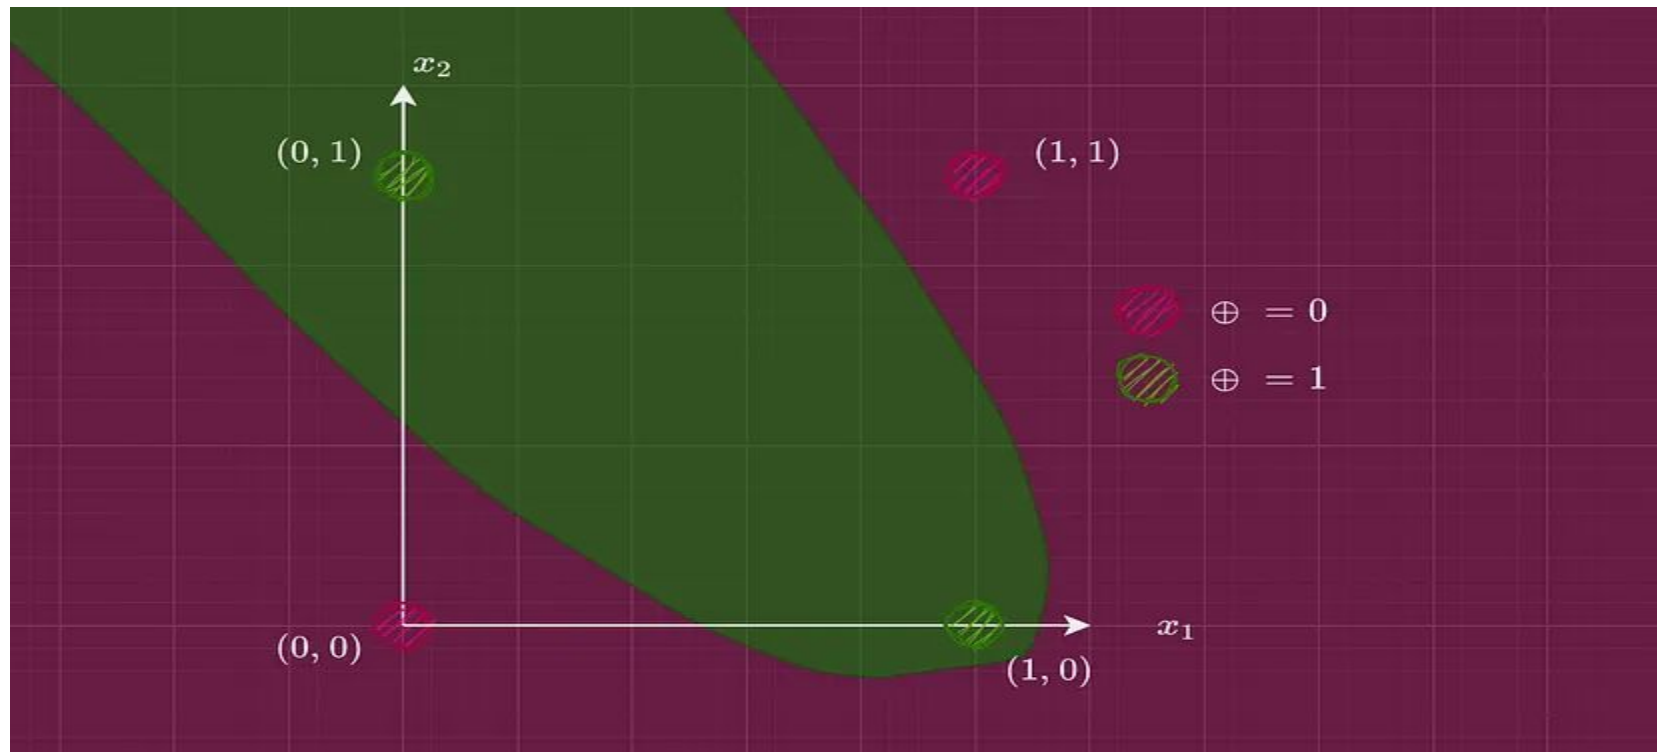 x₂
(0, 1)
(1, 1)
⊕ = 0
⊕ = 1
(0, 0)
x₁
(1, 0)